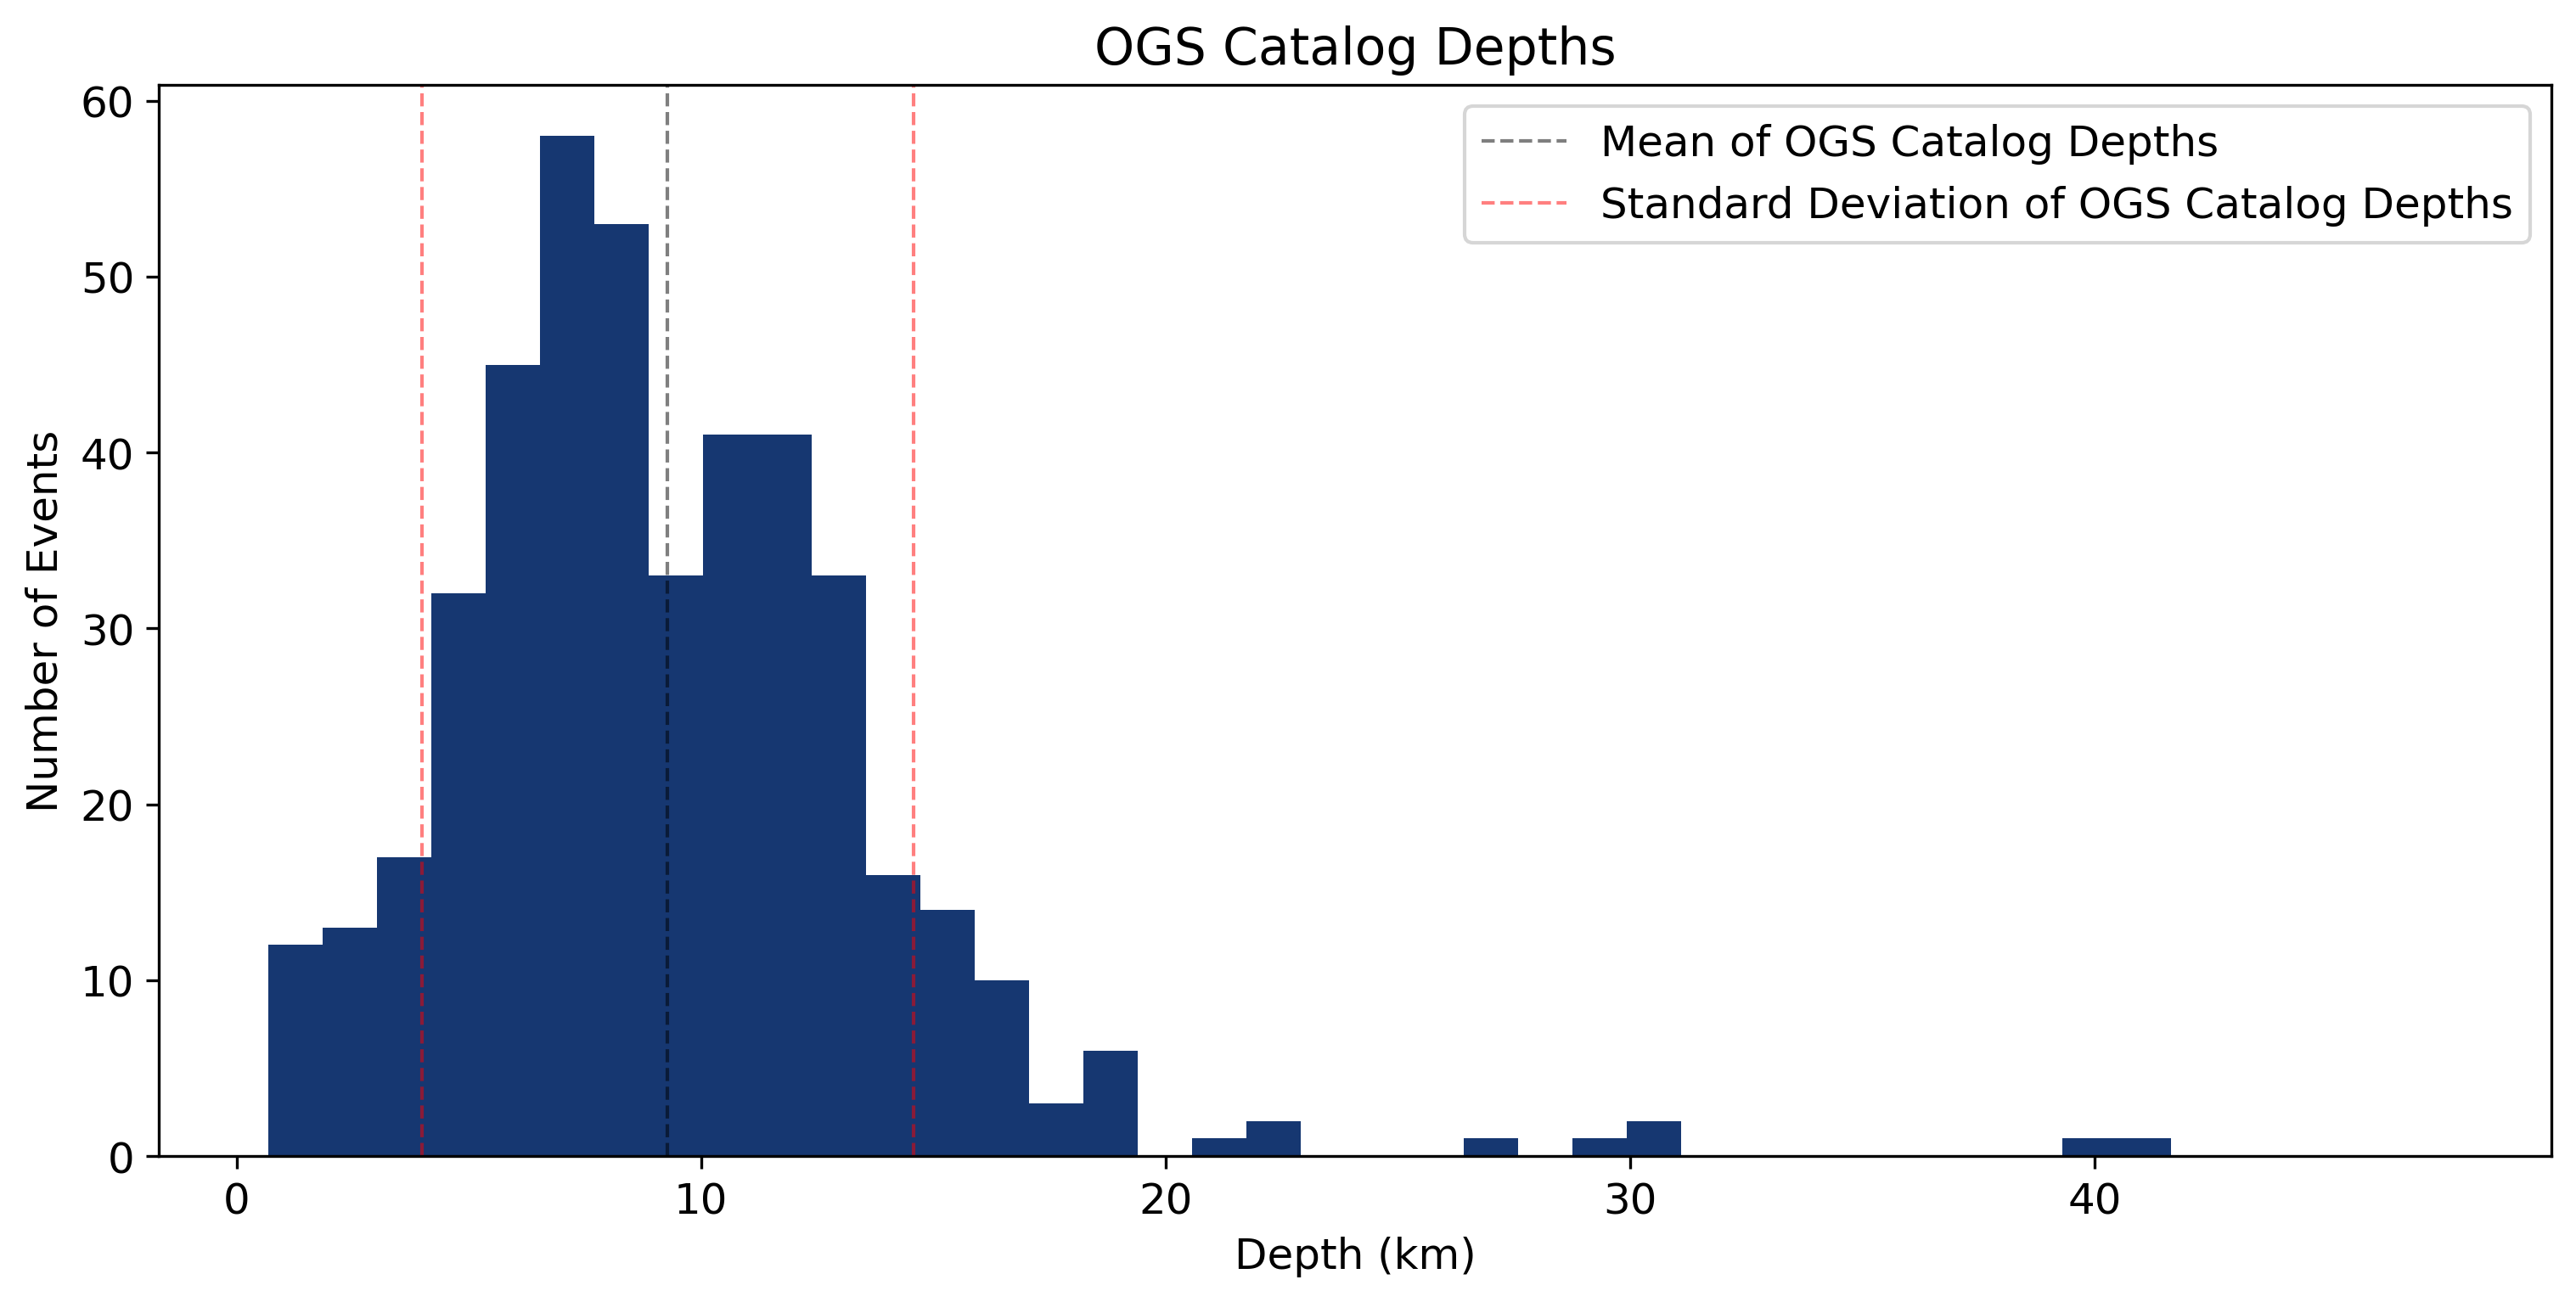 OGS Catalog Depths
Mean of OGS Catalog Depths
Standard Deviation of OGS Catalog Depths
60
50
40
30
20
10
0
Number of Events
0 10 20 30 40
Depth (km)